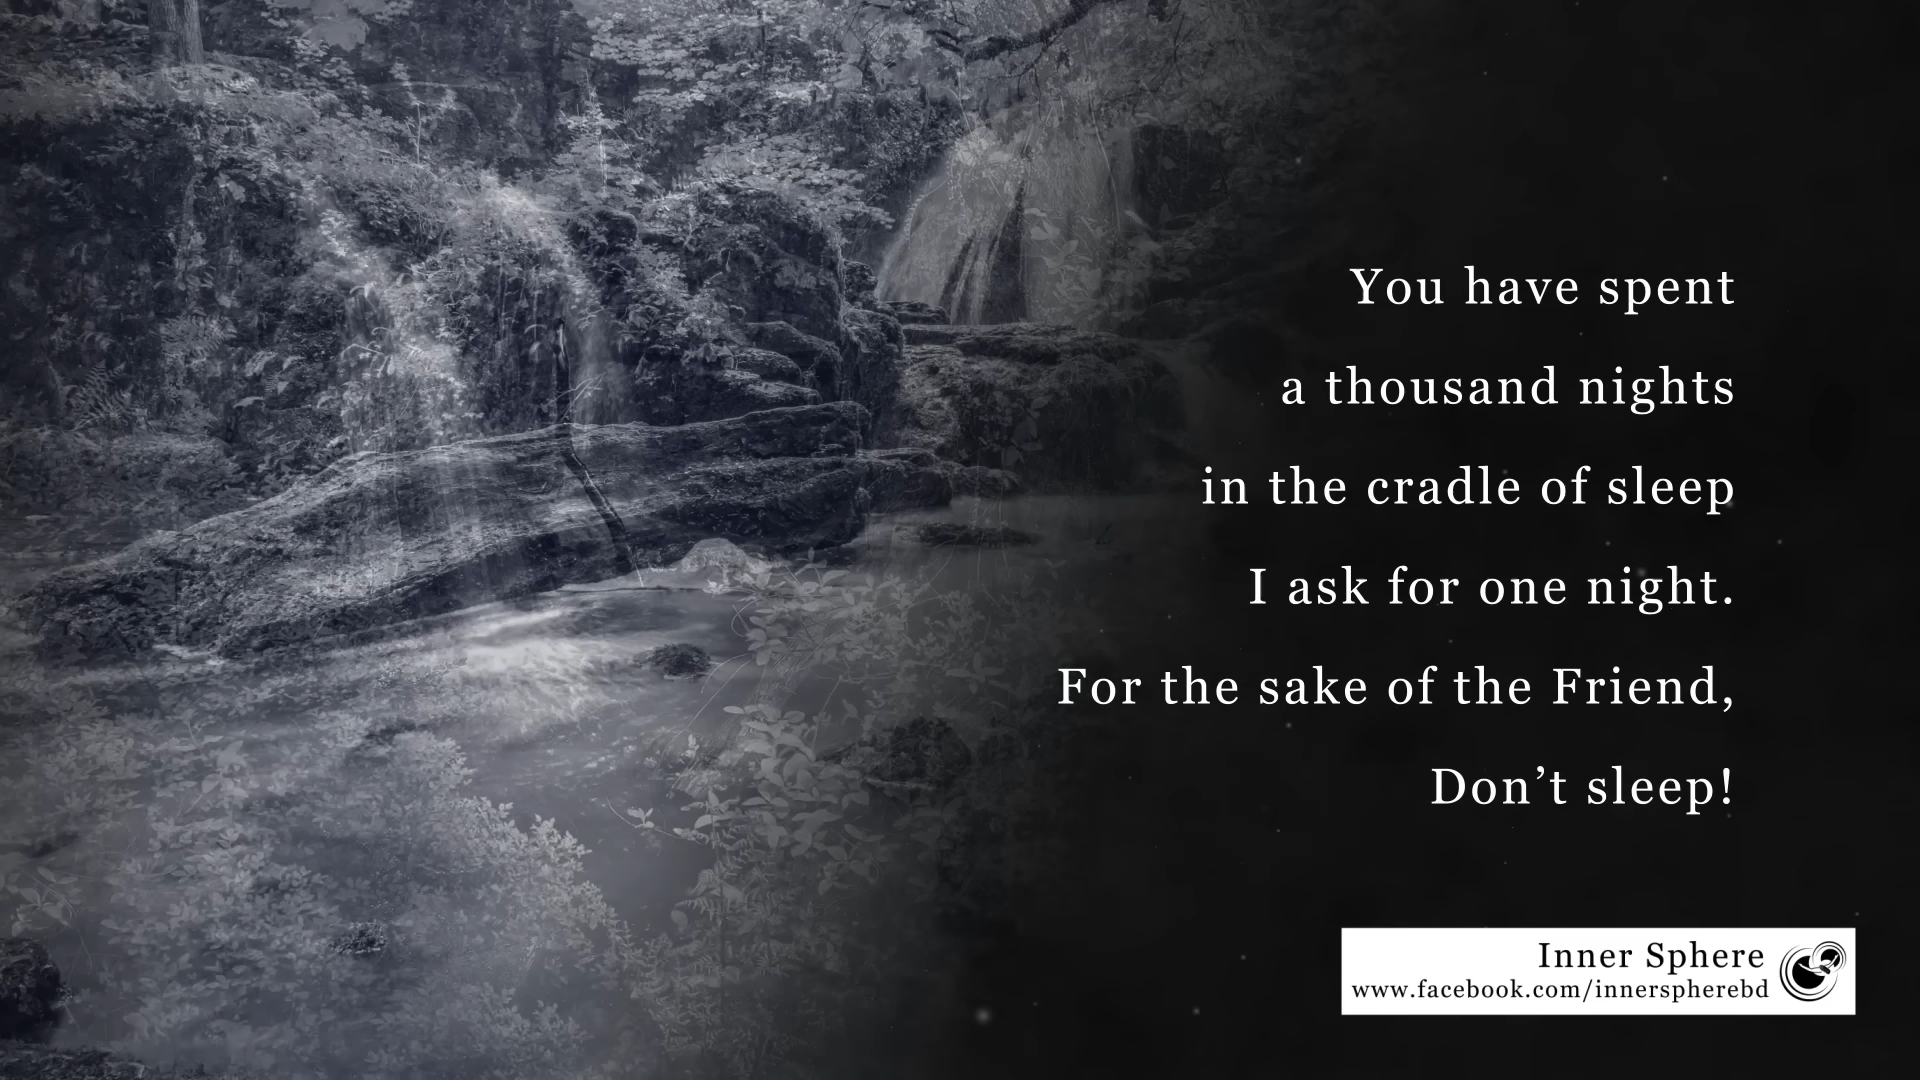 You have spent
a thousand nights
in the cradle of sleep
I ask for one night.
For the sake of the Friend,
Don’t sleep!
Inner Sphere
www.facebook.com/innerspherebd